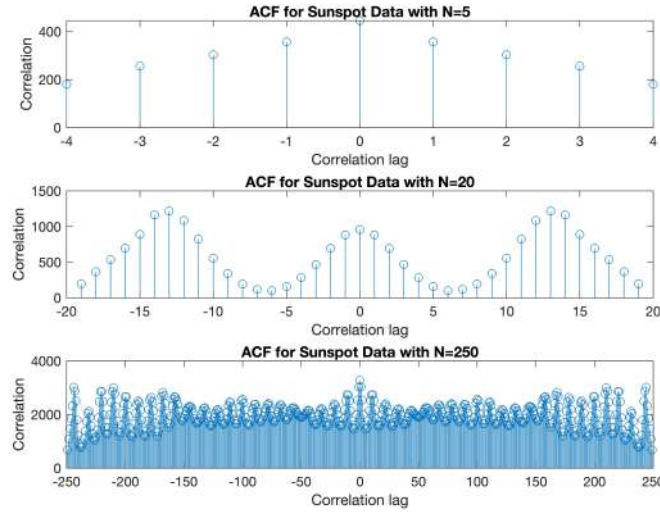 ACF for Sunspot Data with N=5
400
200
0
Correlation
-4 -3 -2 -1 0 1 2 3 4
Correlation lag
ACF for Sunspot Data with N=20
1500
1000
500
0
Correlation
-20 -15 -10 -5 0 5 10 15 20
Correlation lag
ACF for Sunspot Data with N=250
4000
2000
0
Correlation
-250 -200 -150 -100 -50 0 50 100 150 200 250
Correlation lag